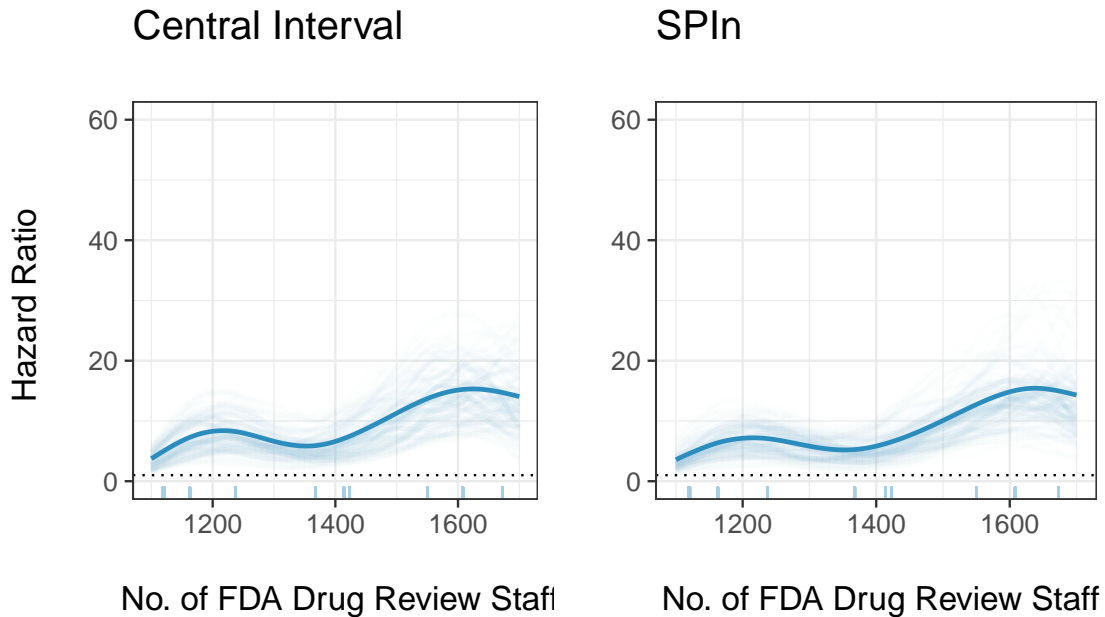 Central Interval
SPIn
Hazard Ratio
60
40
20
0
1200 1400 1600
No. of FDA Drug Review Staff
60
40
20
0
1200 1400 1600
No. of FDA Drug Review Staff